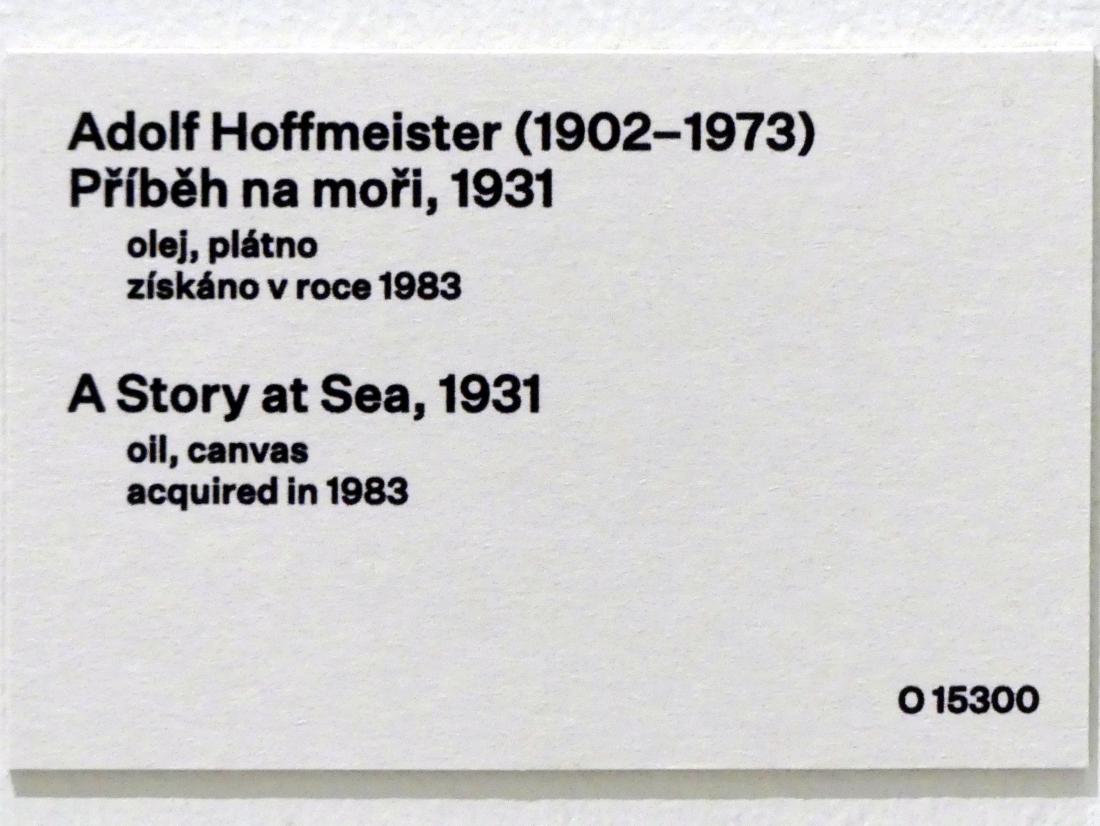 Adolf Hoffmeister (1902–1973)
Příběh na moři, 1931
olej, plátno
získáno v roce 1983
A Story at Sea, 1931
oil, canvas
acquired in 1983
O 15300